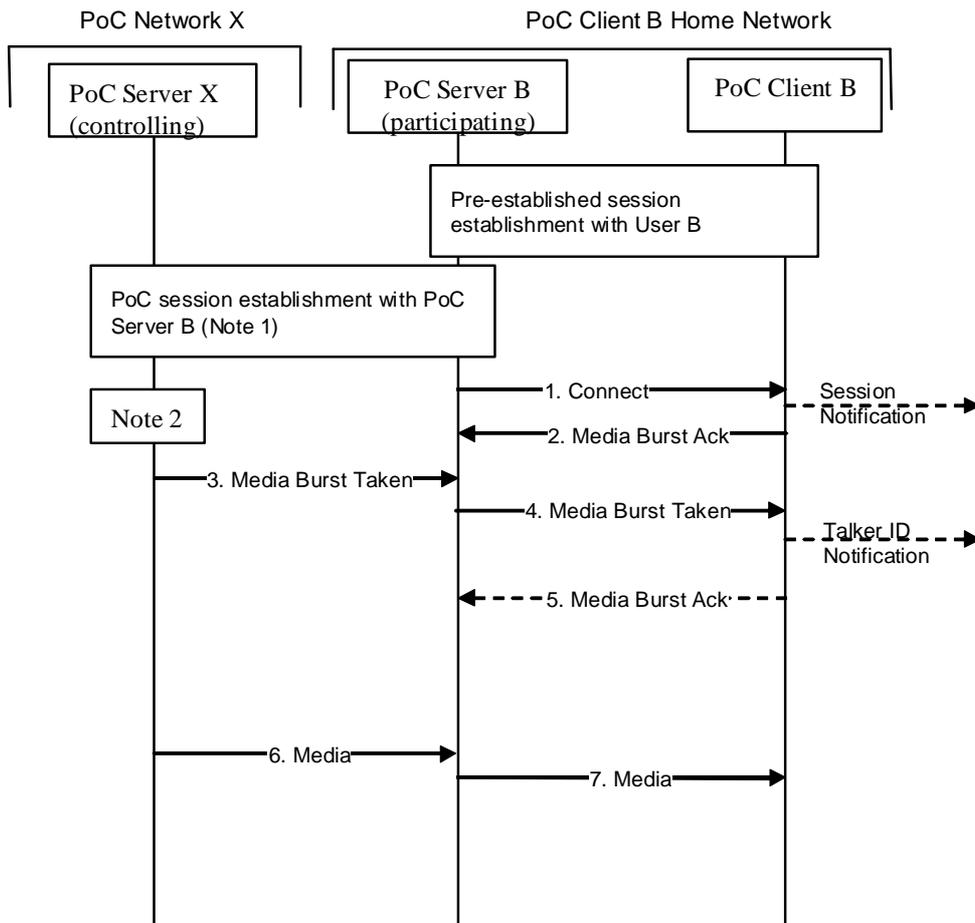 PoC Network X
PoC Client B Home Network
PoC Server X
(controlling)
PoC Server B
(participating)
PoC Client B
Pre-established session
establishment with User B
PoC session establishment with PoC
Server B (Note 1)
1. Connect
Session
Notification
Note 2
2. Media Burst Ack
3. Media Burst Taken
4. Media Burst Taken
Talker ID
Notification
5. Media Burst Ack
6. Media
7. Media